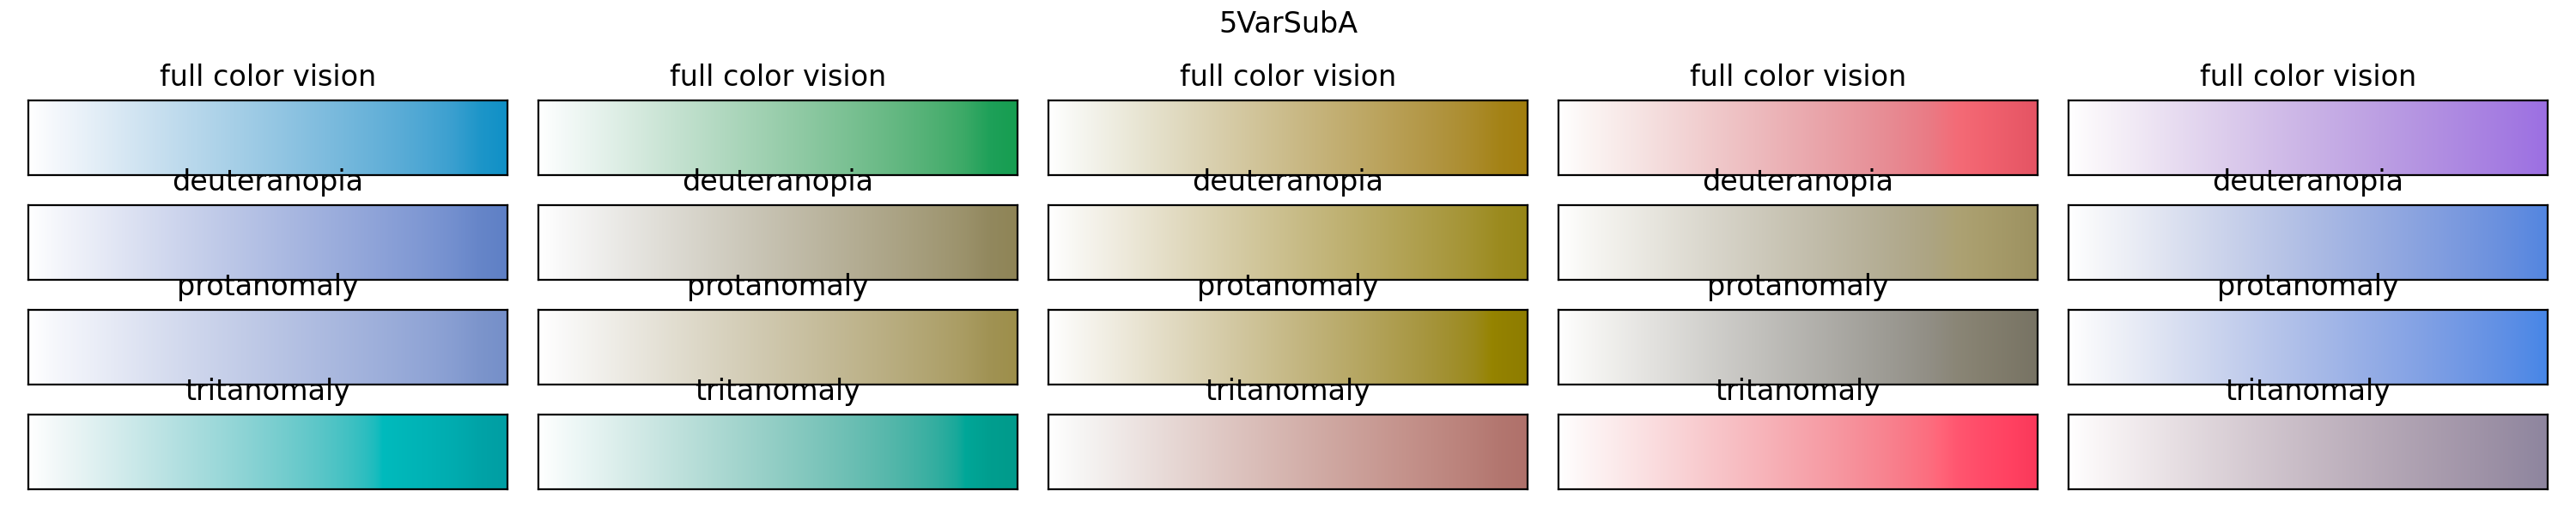 5VarSubA
full color vision full color vision full color vision full color vision full color vision
deuteranopia deuteranopia deuteranopia deuteranopia deuteranopia
protanomaly protanomaly protanomaly protanomaly protanomaly
tritanomaly tritanomaly tritanomaly tritanomaly tritanomaly